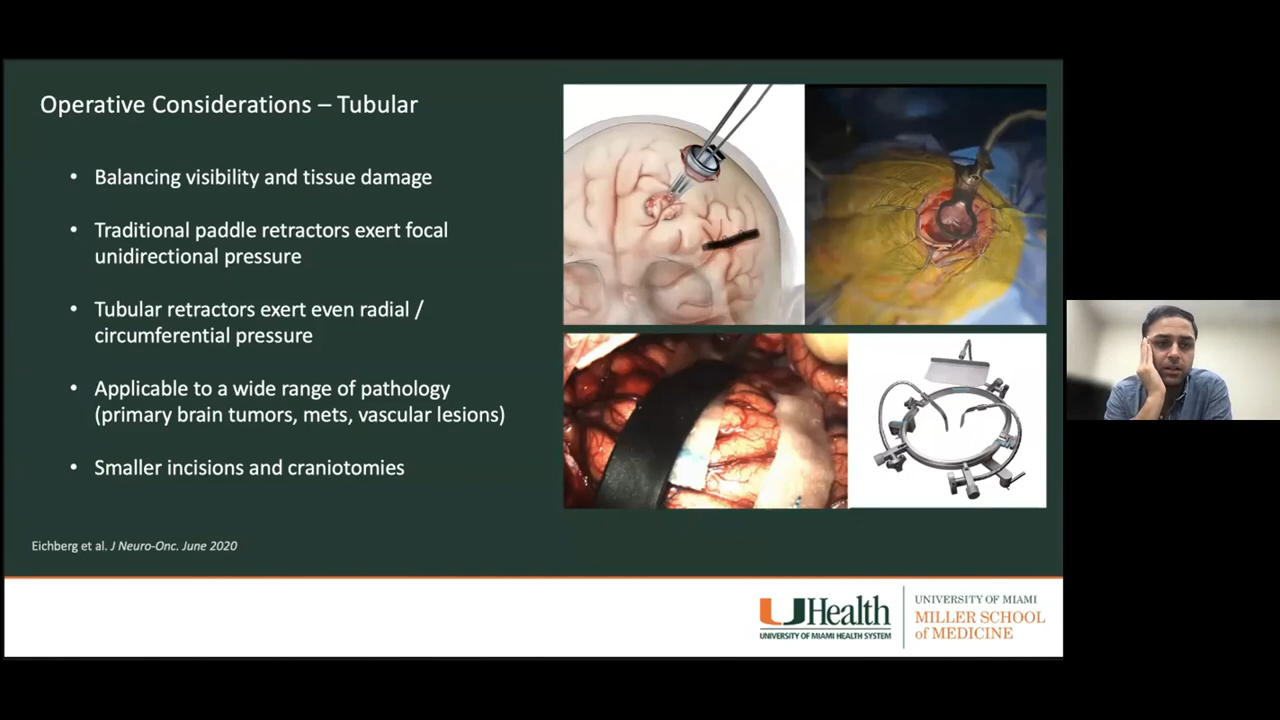 Operative Considerations – Tubular
• Balancing visibility and tissue damage
• Traditional paddle retractors exert focal
unidirectional pressure
• Tubular retractors exert even radial /
circumferential pressure
• Applicable to a wide range of pathology
(primary brain tumors, mets, vascular lesions)
• Smaller incisions and craniotomies
Eichberg et al. J Neuro-Onc. June 2020
UHealth
UNIVERSITY OF MIAMI HEALTH SYSTEM
UNIVERSITY OF MIAMI
MILLER SCHOOL
of MEDICINE